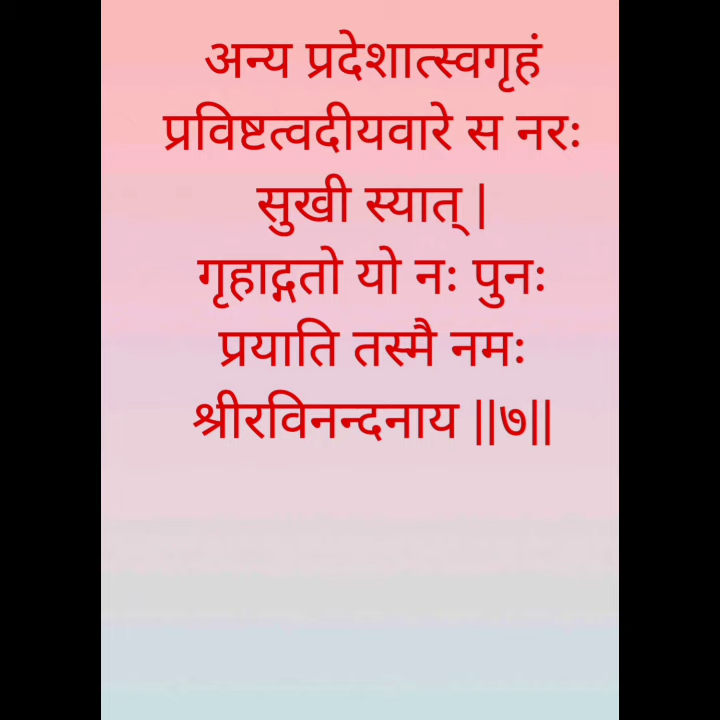 अन्य प्रदेशात्स्वगृहं
प्रविष्टत्वदीयवारे स नरः
सुखी स्यात् |
गृहाद्गतो यो नः पुनः
प्रयाति तस्मै नमः
श्रीरविनन्दनाय ||७||